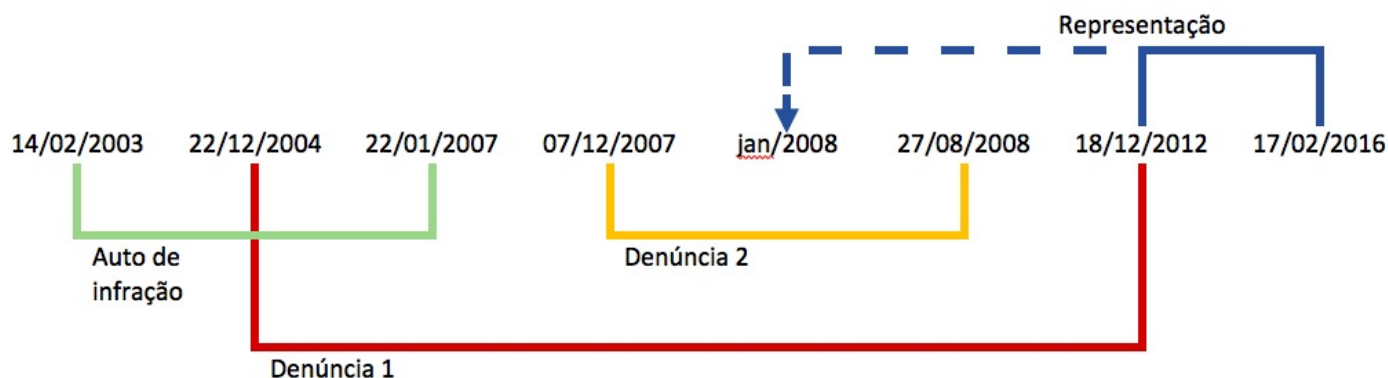 Representação
14/02/2003 22/12/2004 22/01/2007 07/12/2007 jan/2008 27/08/2008 18/12/2012 17/02/2016
Auto de
infração
Denúncia 2
Denúncia 1